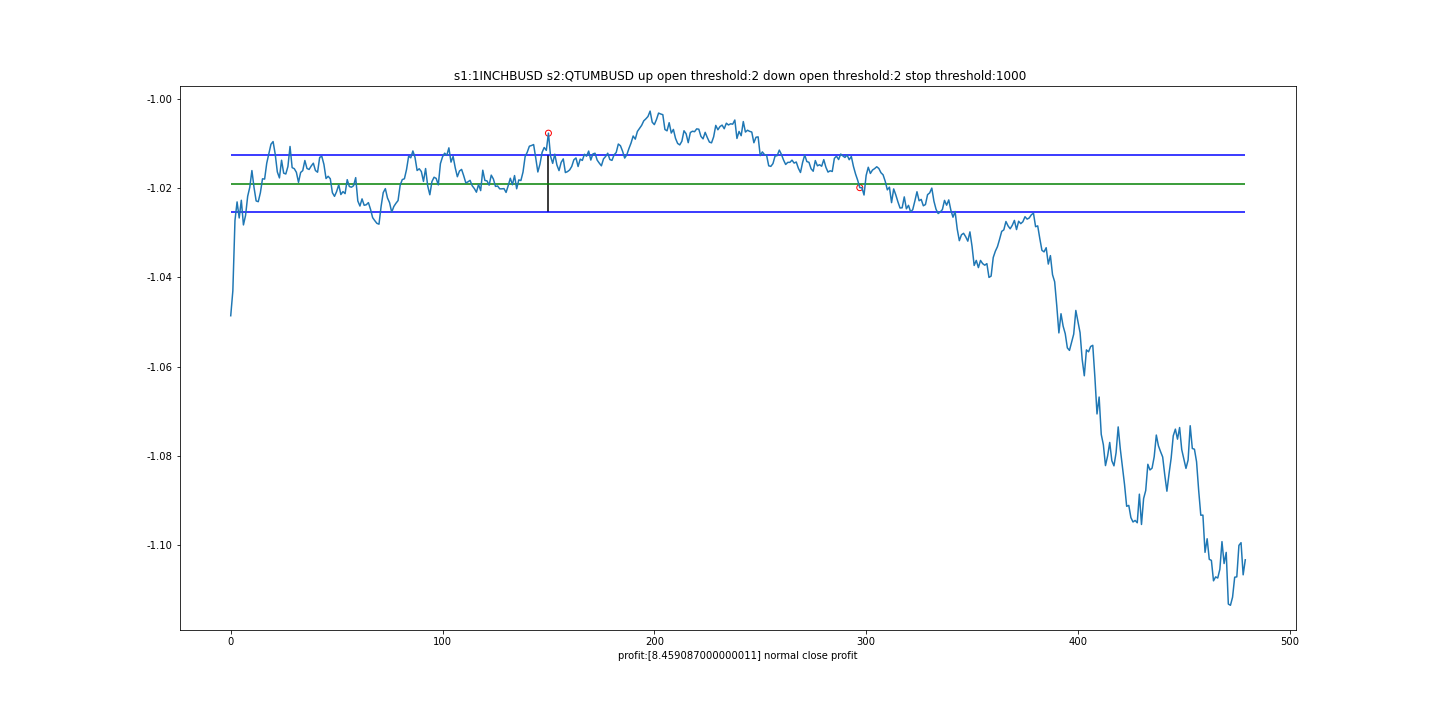 s1:1INCHBUSD s2:QTUMBUSD up open threshold:2 down open threshold:2 stop threshold:1000
-1.00
-1.02
-1.04
-1.06
-1.08
-1.10
0 100 200 300 400 500
profit:[8.459087000000011] normal close profit